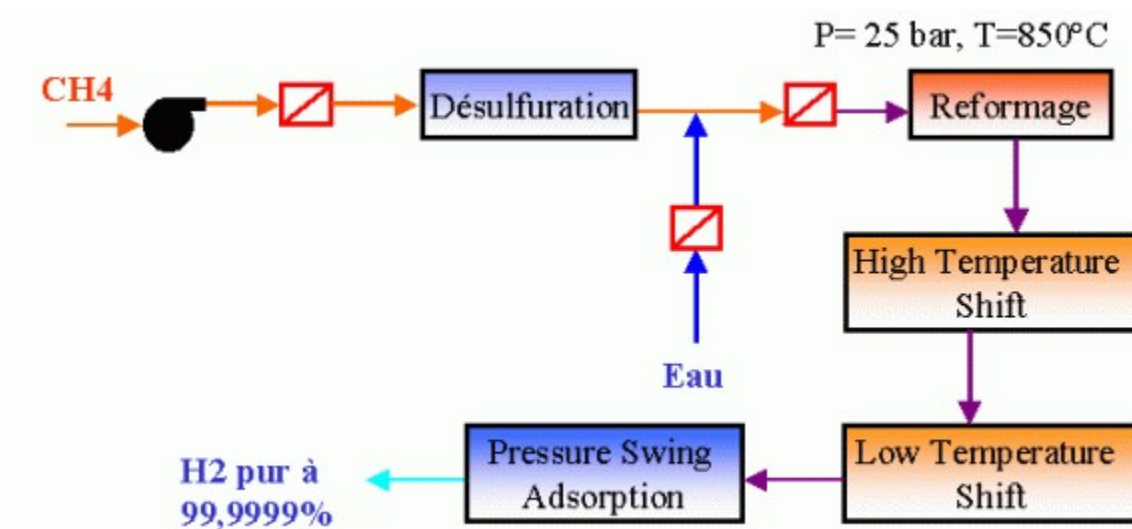 P= 25 bar, T=850°C
CH4
Désulfuration
Reformage
High Temperature
Shift
Eau
Low Temperature
Shift
Pressure Swing
Adsorption
H2 pur à
99,9999%